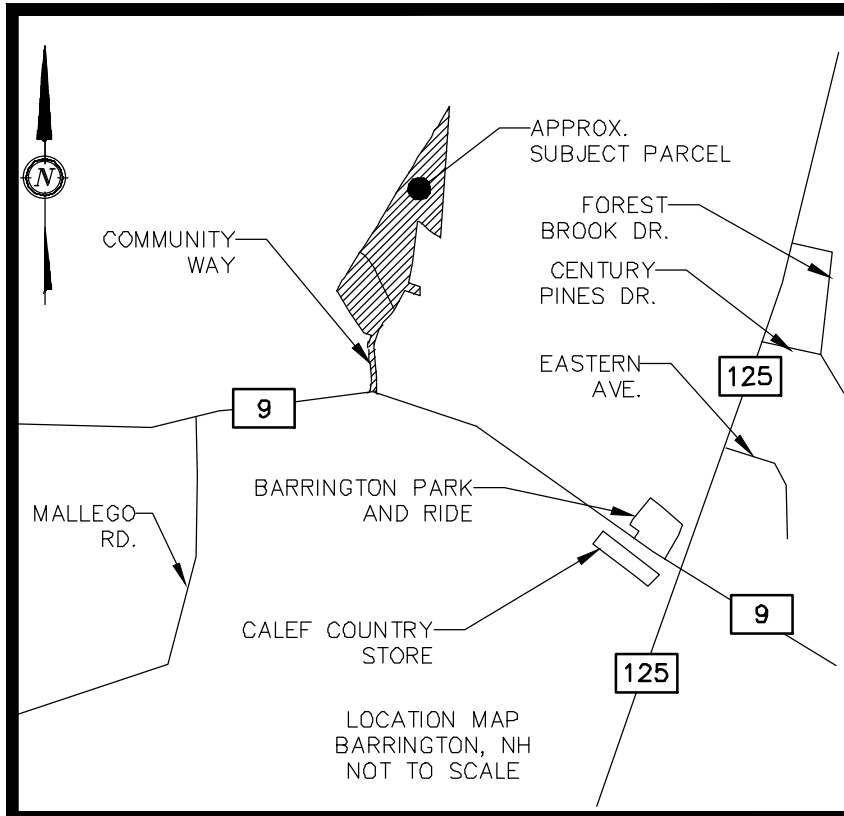 APPROX.
SUBJECT PARCEL
N
FOREST
BROOK DR.
COMMUNITY
WAY
CENTURY
PINES DR.
EASTERN
AVE.
125
9
BARRINGTON PARK
AND RIDE
MALLEGO
RD.
9
CALEF COUNTRY
STORE
125
LOCATION MAP
BARRINGTON, NH
NOT TO SCALE